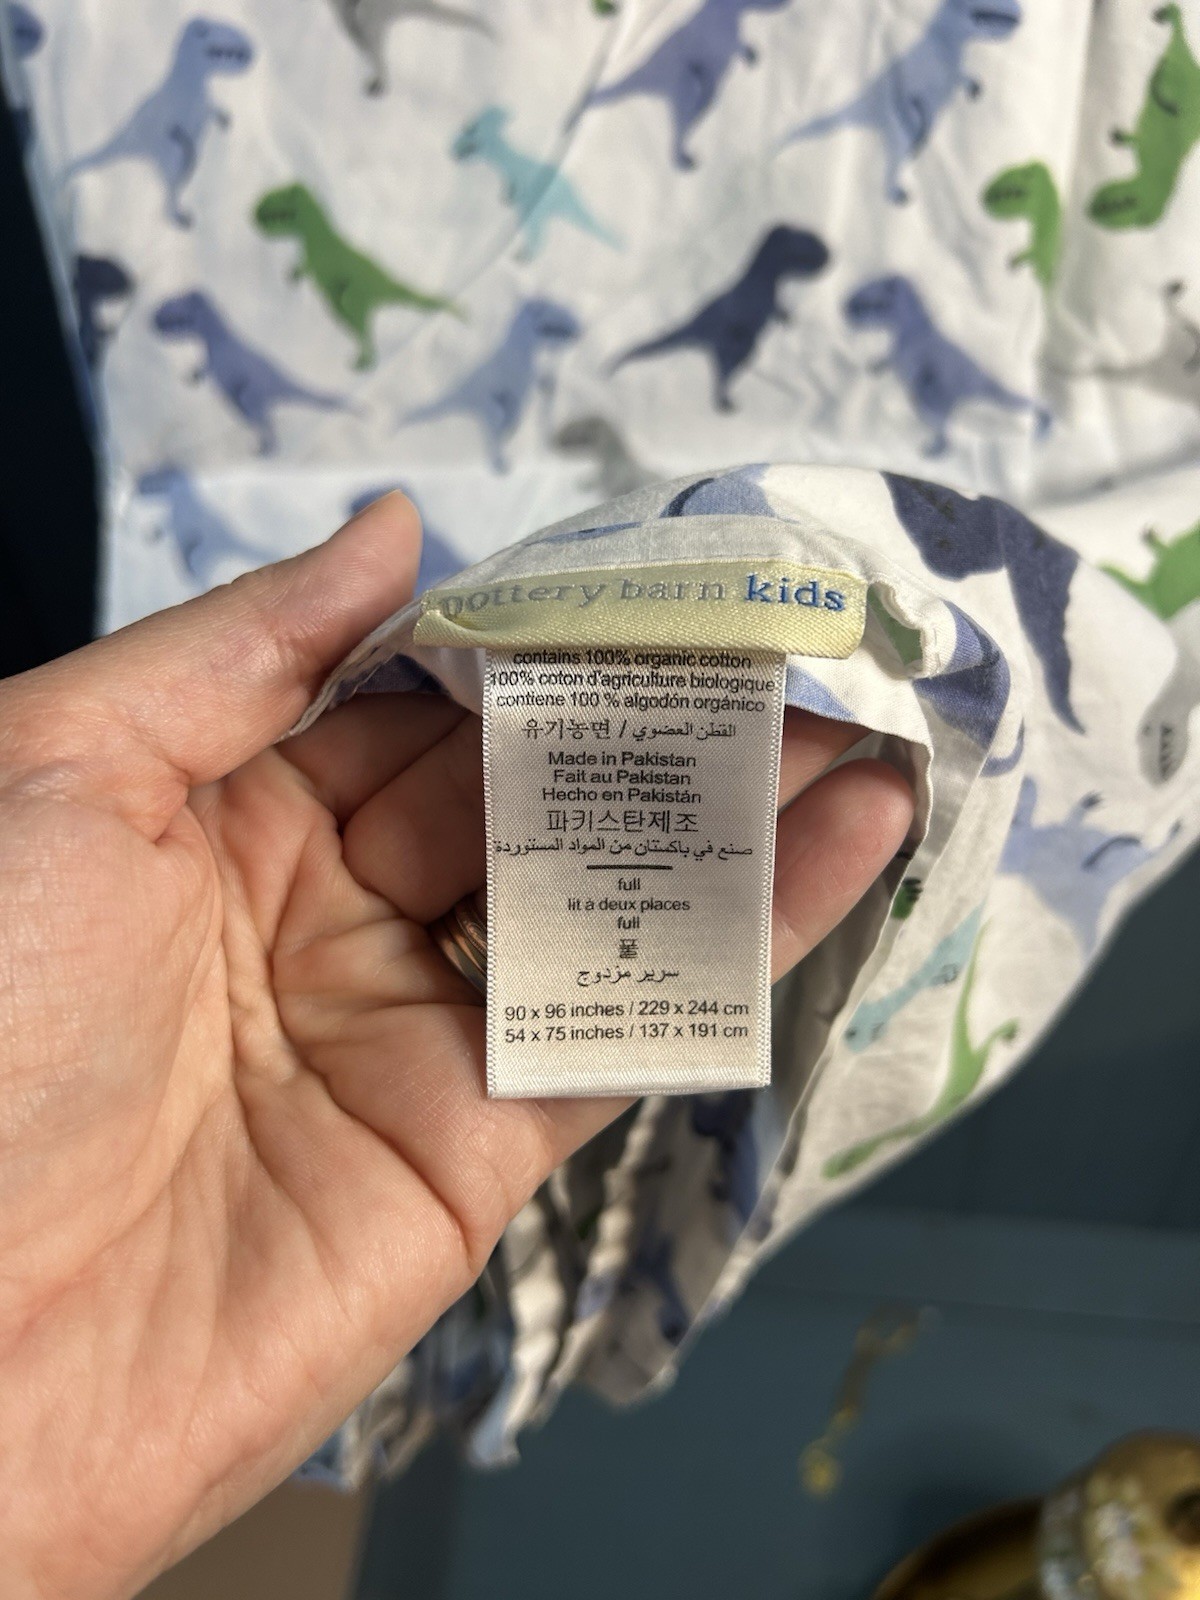 pottery barn kids
contains 100% organic cotton
100% coton d'agriculture biologique
contiene 100 % algodón orgánico
유기농면 / القطن العضوي
Made in Pakistan
Fait au Pakistan
Hecho en Pakistán
파키스탄제조
صنع في باكستان من المواد المستوردة
full
lit à deux places
full
풀
سرير مزدوج
90 x 96 inches / 229 x 244 cm
54 x 75 inches / 137 x 191 cm